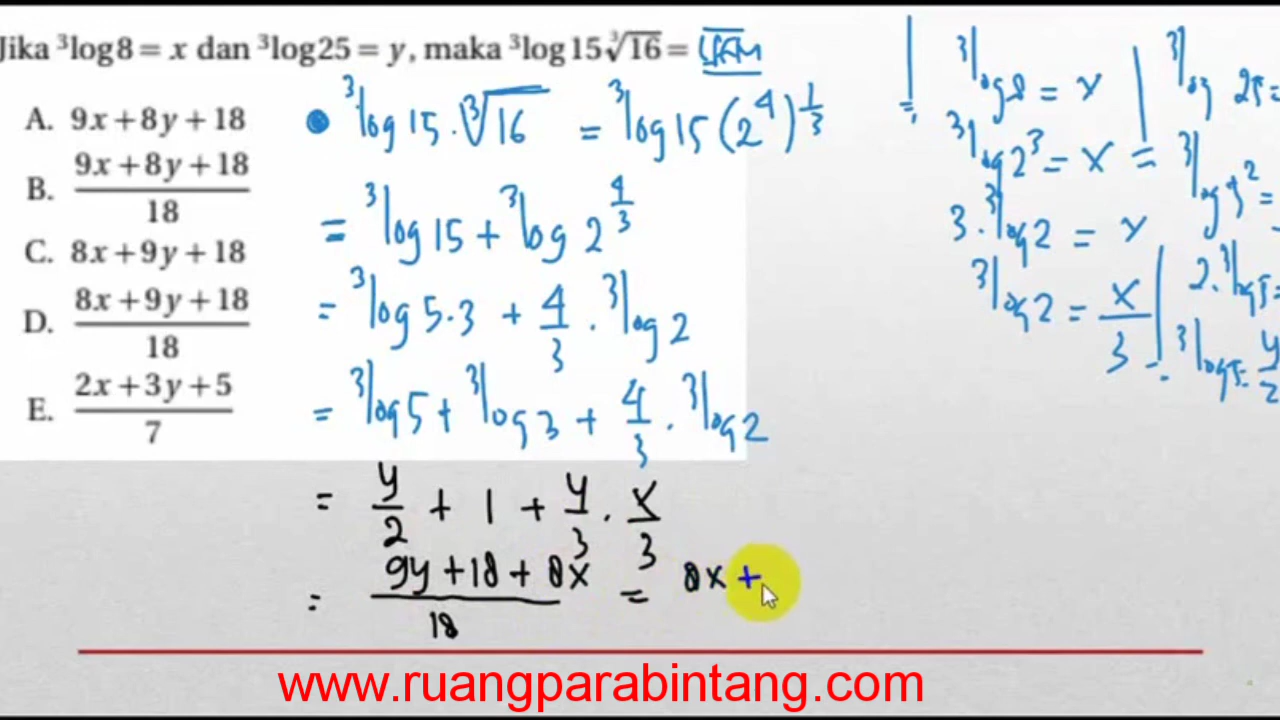 Jika ³log8 = x dan ³log25 = y, maka ³log15∛16 =
A. 9x+8y+18
B. (9x+8y+18)/18
C. 8x+9y+18
D. (8x+9y+18)/18
E. (2x+3y+5)/7
• ³log 15 . ∛16 = ³log 15 (2⁴)^(1/3)
= ³log 15 + ³log 2^(4/3)
= ³log 5.3 + 4/3 . ³log 2
= ³log 5 + ³log 3 + 4/3 . ³log 2
= y/2 + 1 + 4/3 . x/3
= (9y + 18 + 8x)/18 = 8x +
³log 8 = x
³log 2³ = x
3 . ³log 2 = x
³log 2 = x/3
³log 25 =
= ³log 5² =
2 . ³log 5 =
³log 5 = y/2
www.ruangparabintang.com